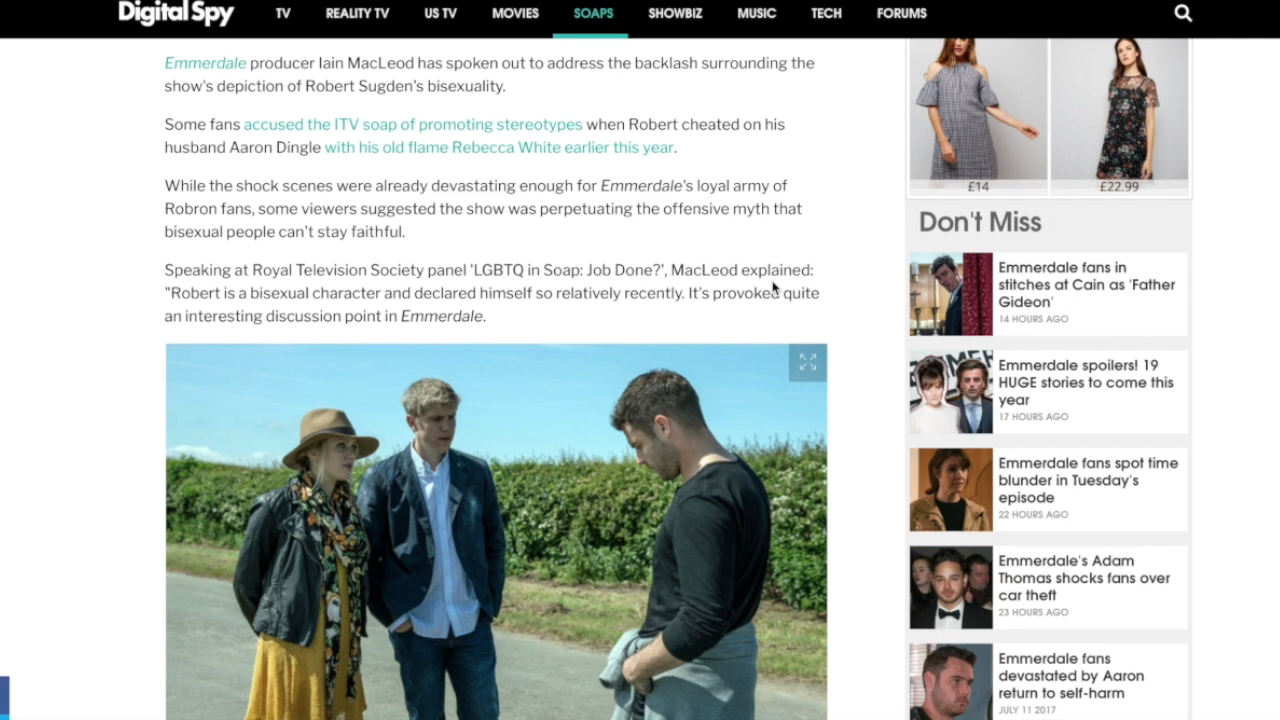 Digital Spy
TV
REALITY TV
US TV
MOVIES
SOAPS
SHOWBIZ
MUSIC
TECH
FORUMS
Emmerdale producer Iain MacLeod has spoken out to address the backlash surrounding the
show's depiction of Robert Sugden's bisexuality.
Some fans accused the ITV soap of promoting stereotypes when Robert cheated on his
husband Aaron Dingle with his old flame Rebecca White earlier this year.
While the shock scenes were already devastating enough for Emmerdale's loyal army of
Robron fans, some viewers suggested the show was perpetuating the offensive myth that
bisexual people can't stay faithful.
Speaking at Royal Television Society panel 'LGBTQ in Soap: Job Done?', MacLeod explained:
"Robert is a bisexual character and declared himself so relatively recently. It's provoked quite
an interesting discussion point in Emmerdale.
£14
£22.99
Don't Miss
Emmerdale fans in
stitches at Cain as 'Father
Gideon'
14 HOURS AGO
Emmerdale spoilers! 19
HUGE stories to come this
year
17 HOURS AGO
Emmerdale fans spot time
blunder in Tuesday's
episode
22 HOURS AGO
Emmerdale's Adam
Thomas shocks fans over
car theft
23 HOURS AGO
Emmerdale fans
devastated by Aaron
return to self-harm
JULY 11 2017